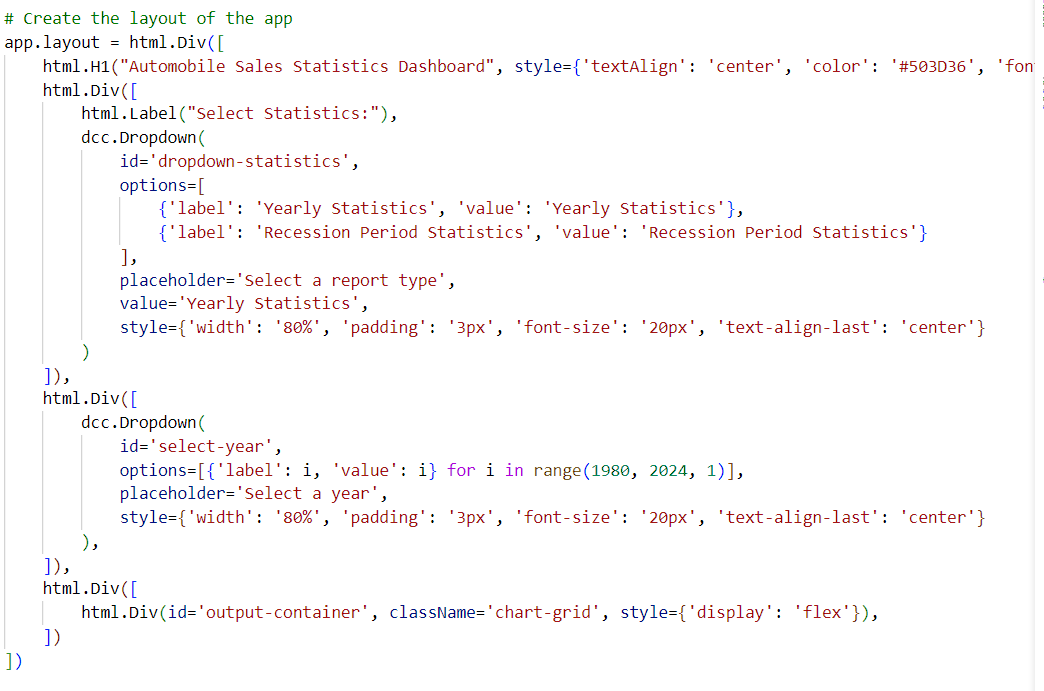 # Create the layout of the app
app.layout = html.Div([
    html.H1("Automobile Sales Statistics Dashboard", style={'textAlign': 'center', 'color': '#503D36',
    html.Div([
        html.Label("Select Statistics:"),
        dcc.Dropdown(
            id='dropdown-statistics',
            options=[
                {'label': 'Yearly Statistics', 'value': 'Yearly Statistics'},
                {'label': 'Recession Period Statistics', 'value': 'Recession Period Statistics'}
            ],
            placeholder='Select a report type',
            value='Yearly Statistics',
            style={'width': '80%', 'padding': '3px', 'font-size': '20px', 'text-align-last': 'center'}
        )
    ]),
    html.Div([
        dcc.Dropdown(
            id='select-year',
            options=[{'label': i, 'value': i} for i in range(1980, 2024, 1)],
            placeholder='Select a year',
            style={'width': '80%', 'padding': '3px', 'font-size': '20px', 'text-align-last': 'center'}
        ),
    ]),
    html.Div([
        html.Div(id='output-container', className='chart-grid', style={'display': 'flex'}),
    ])
])